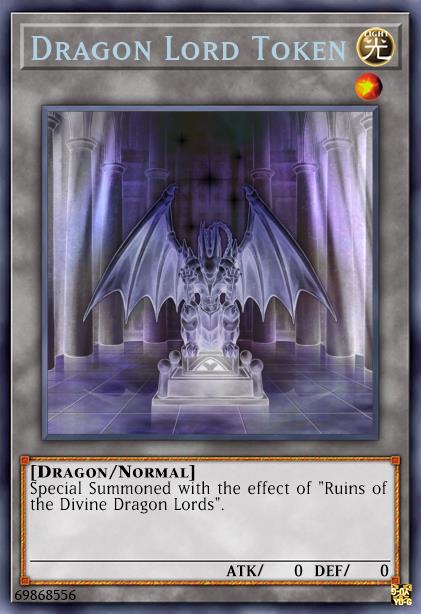 Dragon Lord Token
LIGHT
光
[Dragon/Normal]
Special Summoned with the effect of "Ruins of
the Divine Dragon Lords".
ATK/ 0 DEF/ 0
69868556